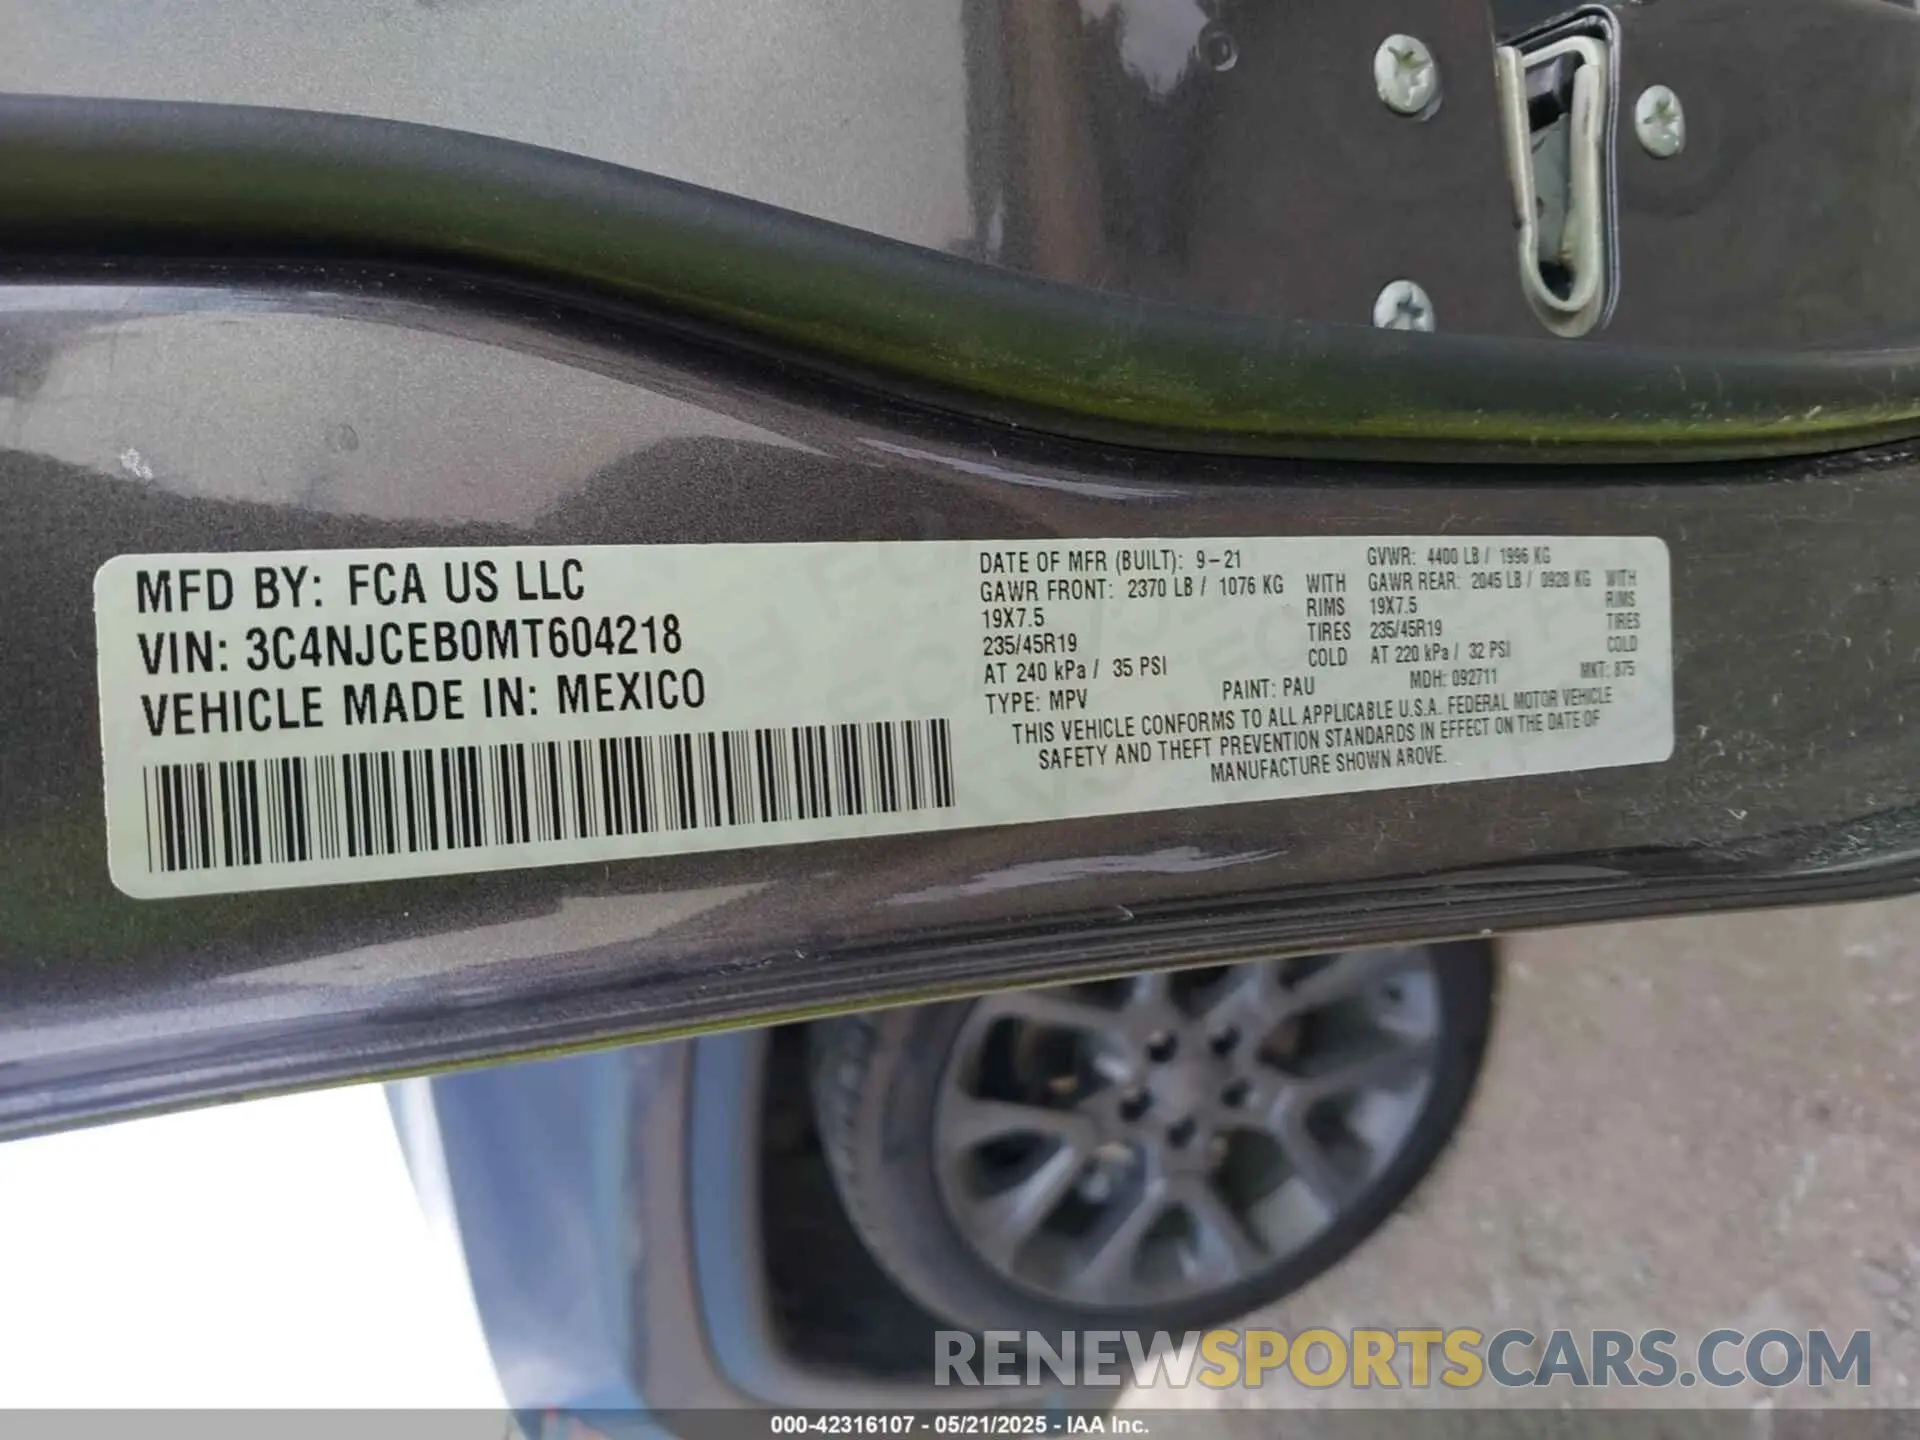 MFD BY: FCA US LLC
VIN: 3C4NJCEB0MT604218
VEHICLE MADE IN: MEXICO
DATE OF MFR (BUILT): 9-21
GVWR: 4400 LB / 1996 KG
GAWR FRONT: 2370 LB / 1076 KG WITH
19X7.5 RIMS
235/45R19 TIRES
AT 240 kPa / 35 PSI COLD
GAWR REAR: 2045 LB / 0928 KG WITH
19X7.5 RIMS
235/45R19 TIRES
AT 220 kPa / 32 PSI COLD
TYPE: MPV PAINT: PAU MDH: 092711 MKT: 875
THIS VEHICLE CONFORMS TO ALL APPLICABLE U.S.A. FEDERAL MOTOR VEHICLE
SAFETY AND THEFT PREVENTION STANDARDS IN EFFECT ON THE DATE OF
MANUFACTURE SHOWN ABOVE.
RENEWSPORTSCARS.COM
000-42316107 - 05/21/2025 - IAA Inc.